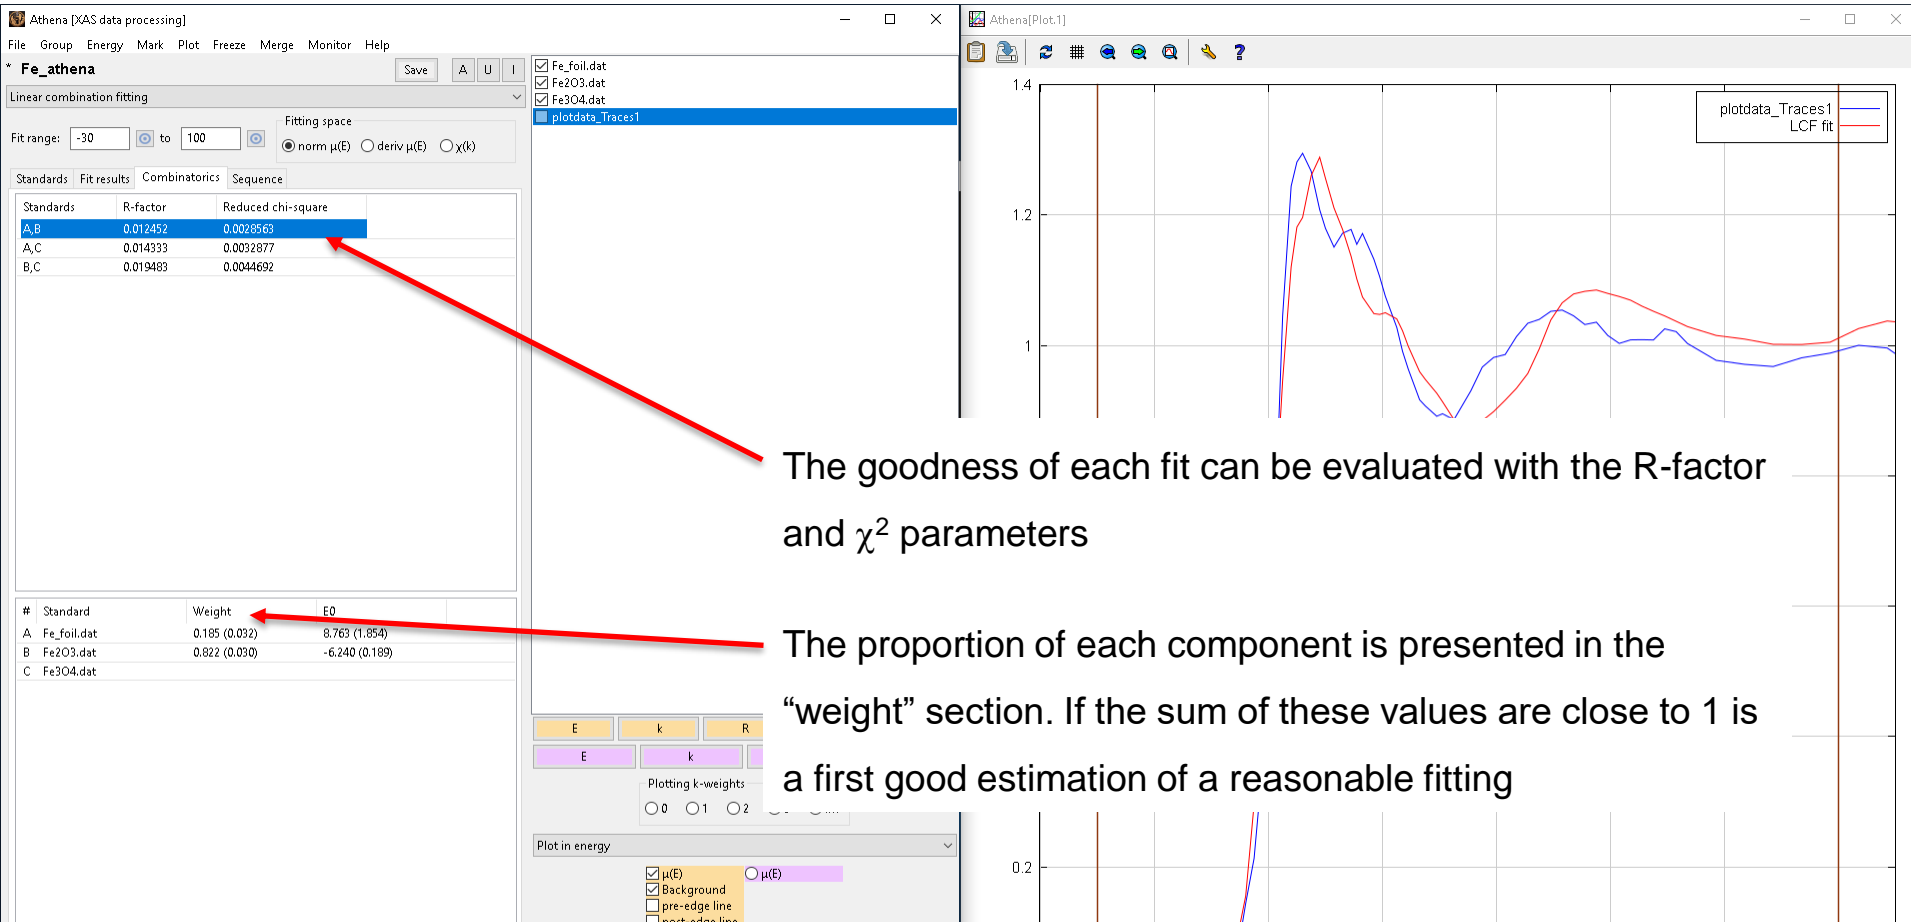 Athena [XAS data processing]
File Group Energy Mark Plot Freeze Merge Monitor Help
* Fe_athena
Save
A U I
Linear combination fitting
Fit range: -30 to 100
Fitting space
norm μ(E) deriv μ(E) χ(k)
Standards Fit results Combinatorics Sequence
Standards R-factor Reduced chi-square
A,B 0.012452 0.0028563
A,C 0.014333 0.0032877
B,C 0.019483 0.0044692
# Standard Weight E0
A Fe_foil.dat 0.185 (0.032) 8.763 (1.854)
B Fe2O3.dat 0.822 (0.030) -6.240 (0.189)
C Fe3O4.dat
Fe_foil.dat
Fe2O3.dat
Fe3O4.dat
plotdata_Traces1
E k R
E k
Plotting k-weights
0 1 2
Plot in energy
μ(E) μ(E)
Background
pre-edge line
post-edge line
Athena[Plot.1]
plotdata_Traces1
LCF fit
1.4
1.2
1
0.2
The goodness of each fit can be evaluated with the R-factor
and χ2 parameters
The proportion of each component is presented in the
“weight” section. If the sum of these values are close to 1 is
a first good estimation of a reasonable fitting